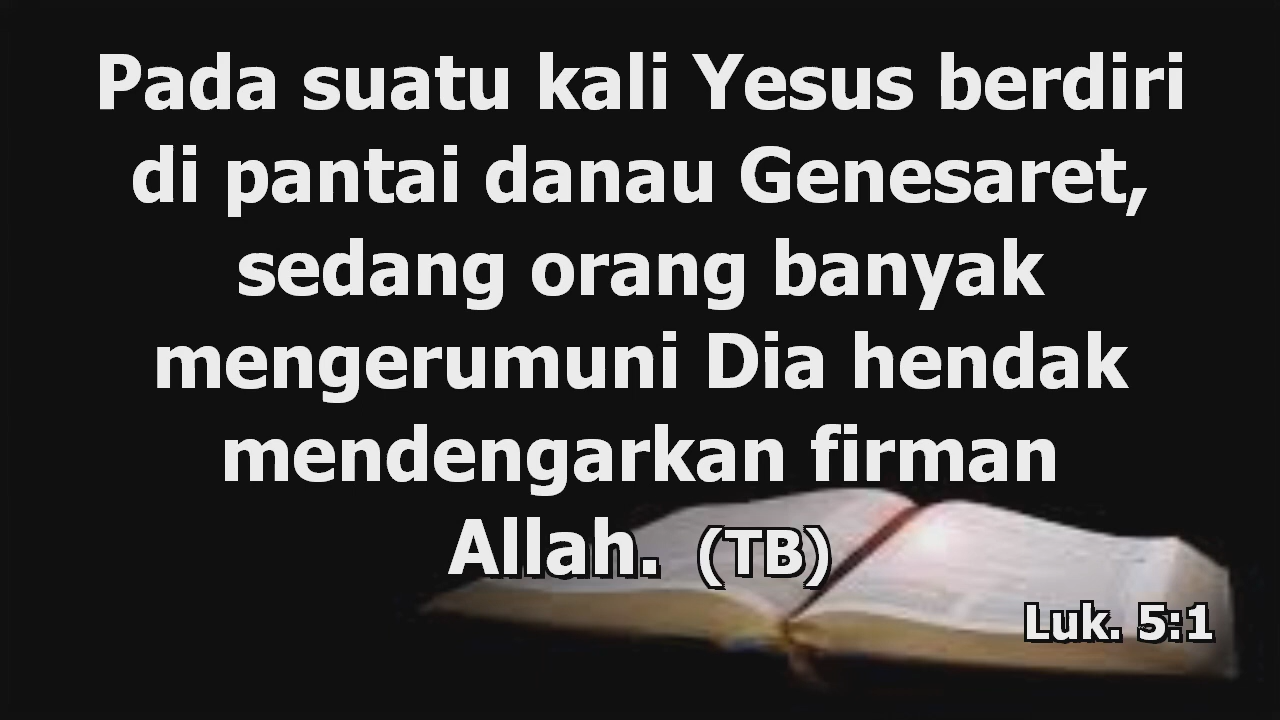 Pada suatu kali Yesus berdiri
di pantai danau Genesaret,
sedang orang banyak
mengerumuni Dia hendak
mendengarkan firman
Allah. (TB)
Luk. 5:1